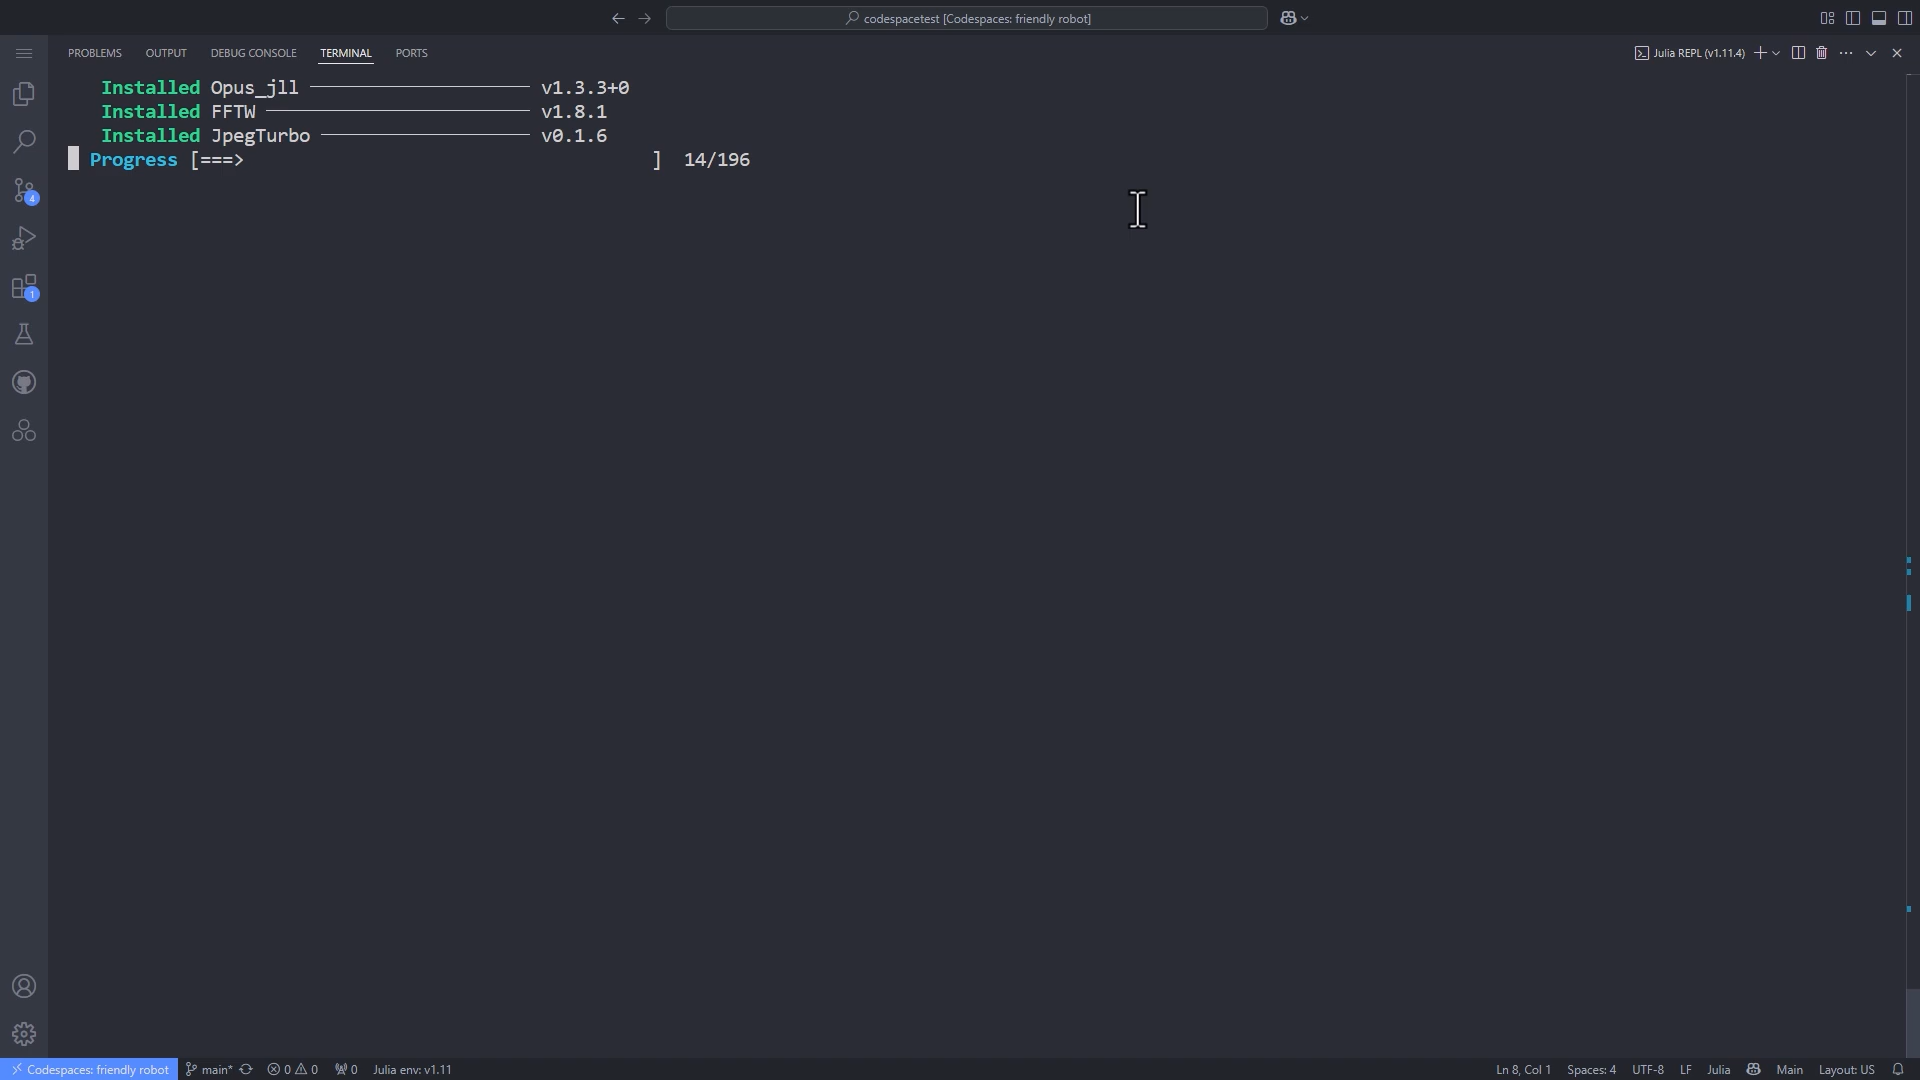 codespacetest [Codespaces: friendly robot]
PROBLEMS OUTPUT DEBUG CONSOLE TERMINAL PORTS Julia REPL (v1.11.4)
Installed Opus_jll ──────────────────── v1.3.3+0
Installed FFTW ──────────────────────── v1.8.1
Installed JpegTurbo ─────────────────── v0.1.6
Progress [===> ] 14/196
4
1
Codespaces: friendly robot main* 0 0 0 Julia env: v1.11 Ln 8, Col 1 Spaces: 4 UTF-8 LF Julia Main Layout: US